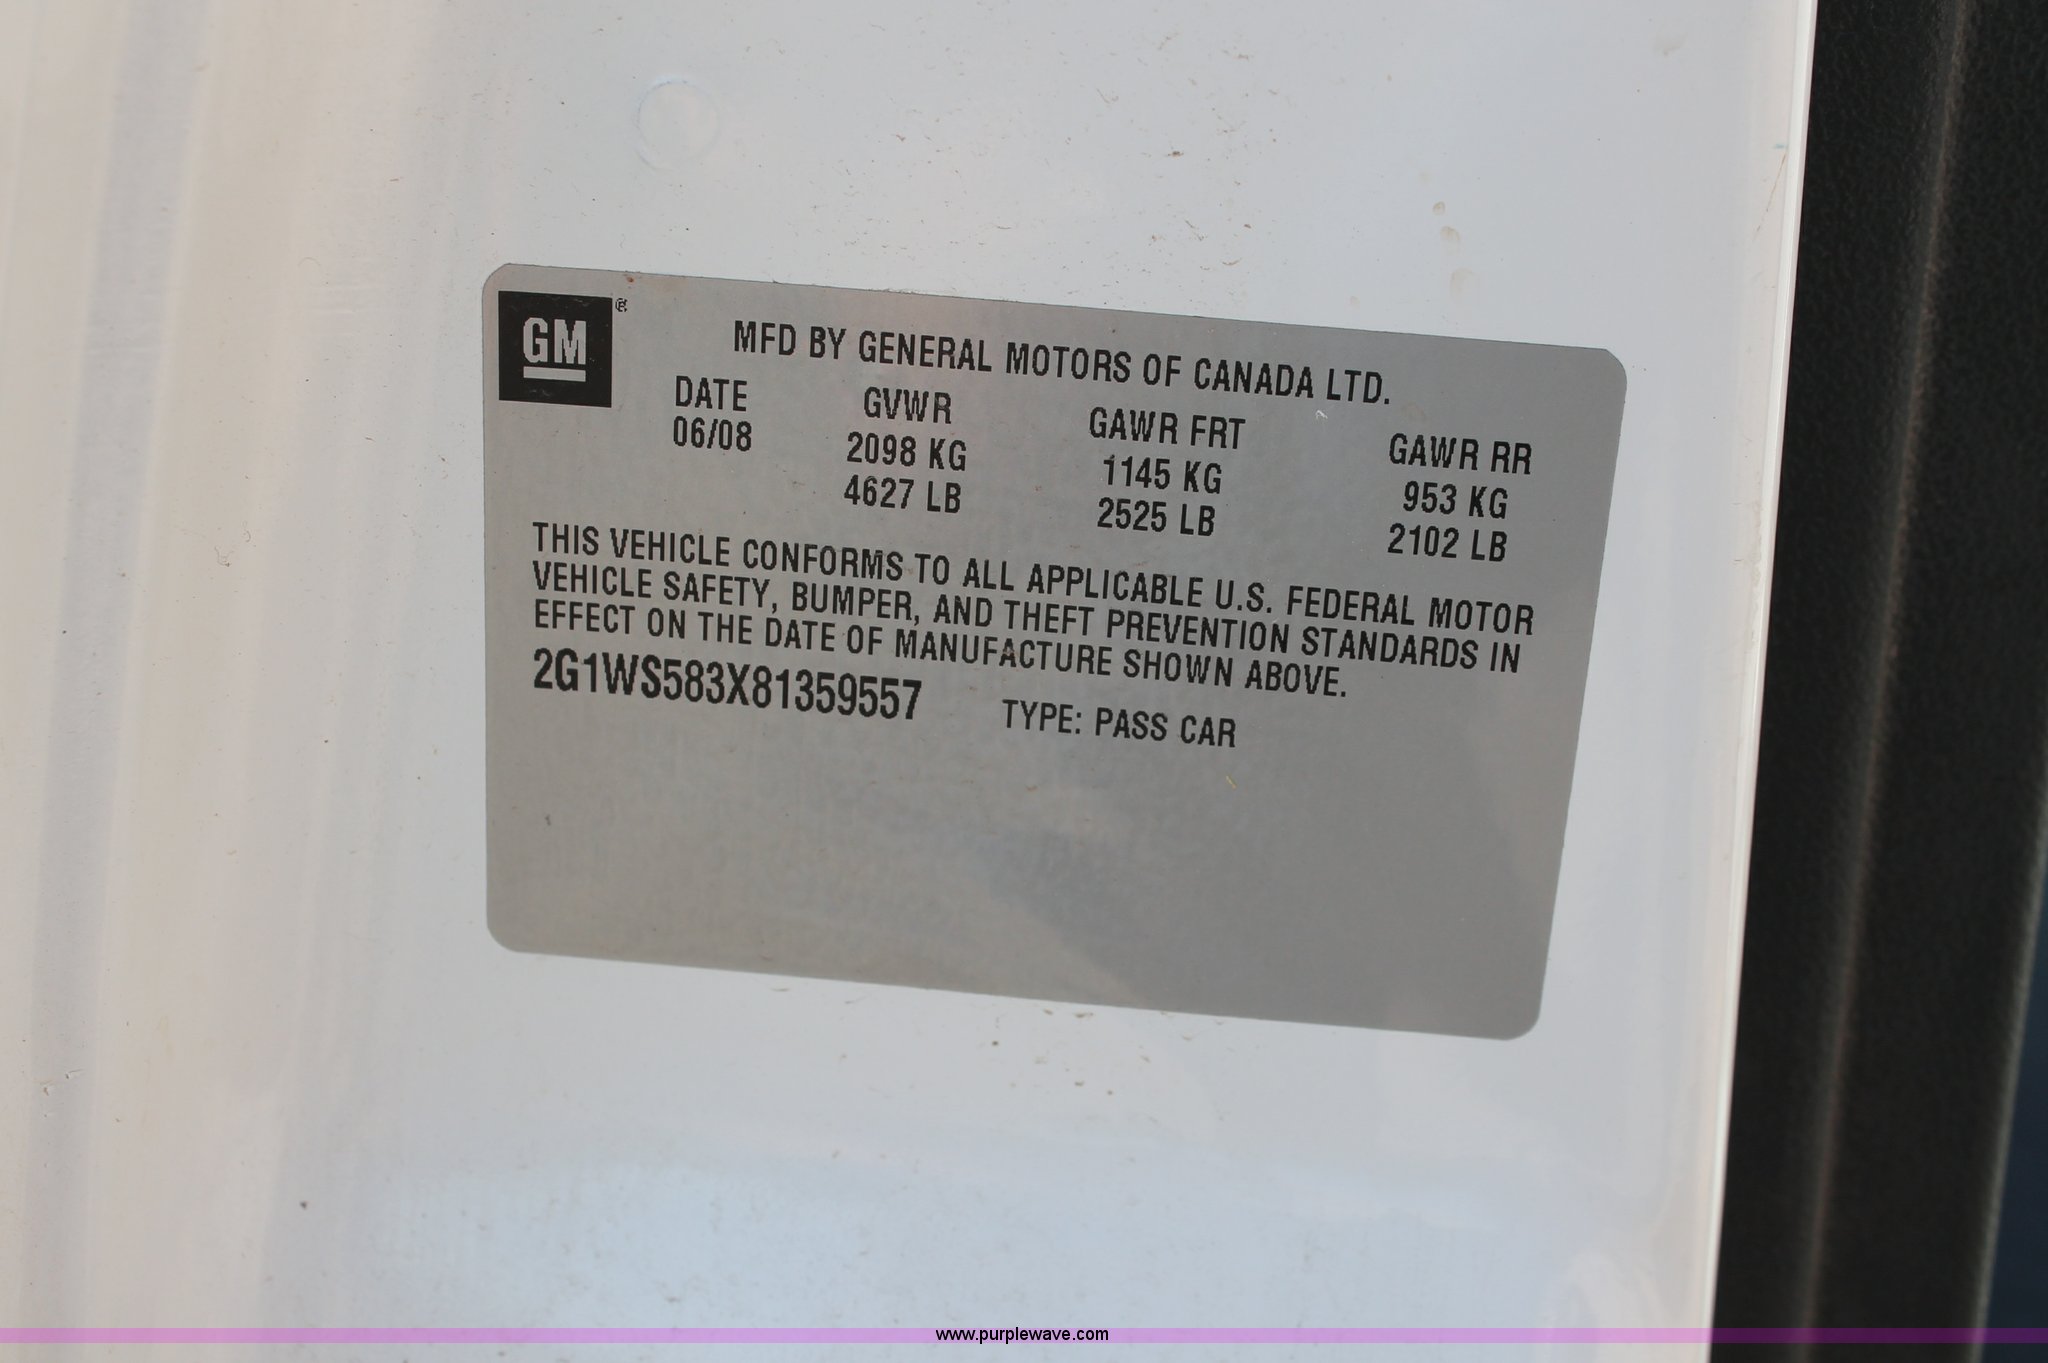 GM ®
MFD BY GENERAL MOTORS OF CANADA LTD.
DATE GVWR GAWR FRT GAWR RR
06/08 2098 KG 1145 KG 953 KG
4627 LB 2525 LB 2102 LB
THIS VEHICLE CONFORMS TO ALL APPLICABLE U.S. FEDERAL MOTOR
VEHICLE SAFETY, BUMPER, AND THEFT PREVENTION STANDARDS IN
EFFECT ON THE DATE OF MANUFACTURE SHOWN ABOVE.
2G1WS583X81359557 TYPE: PASS CAR
www.purplewave.com